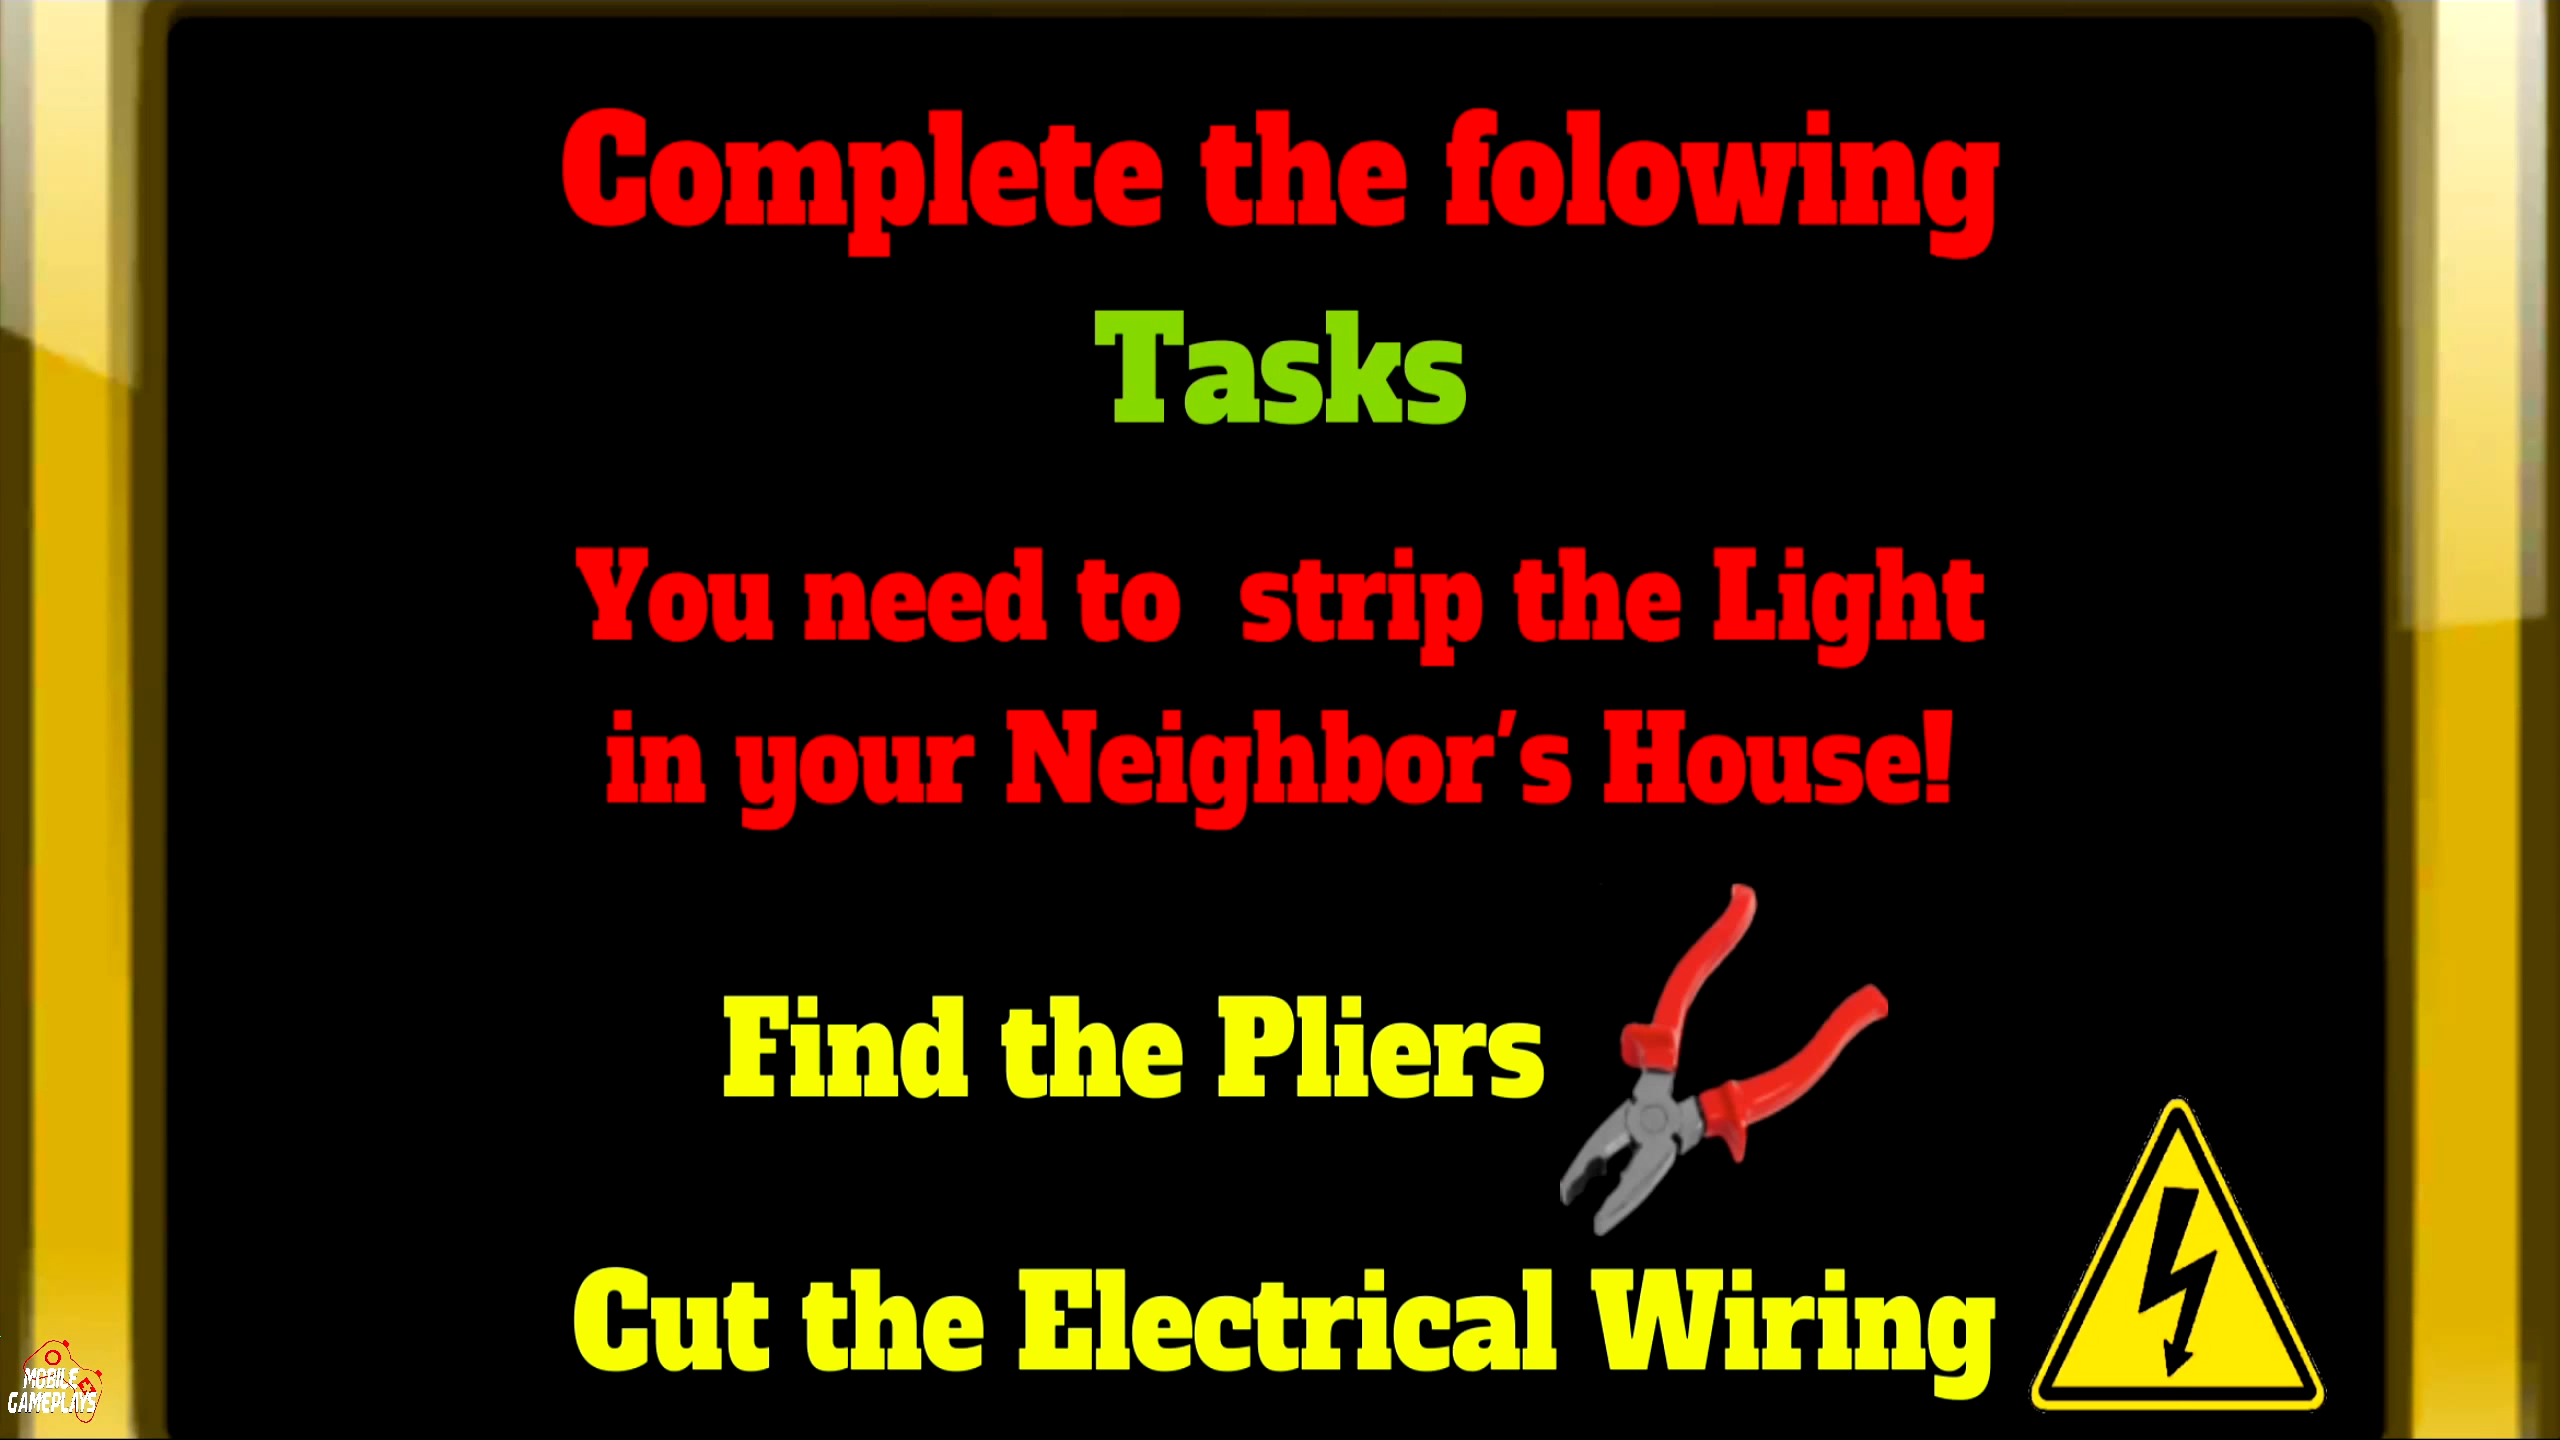 Complete the folowing
Tasks
You need to  strip the Light
in your Neighbor's House!
Find the Pliers
Cut the Electrical Wiring
MOBILE
GAMEPLAYS